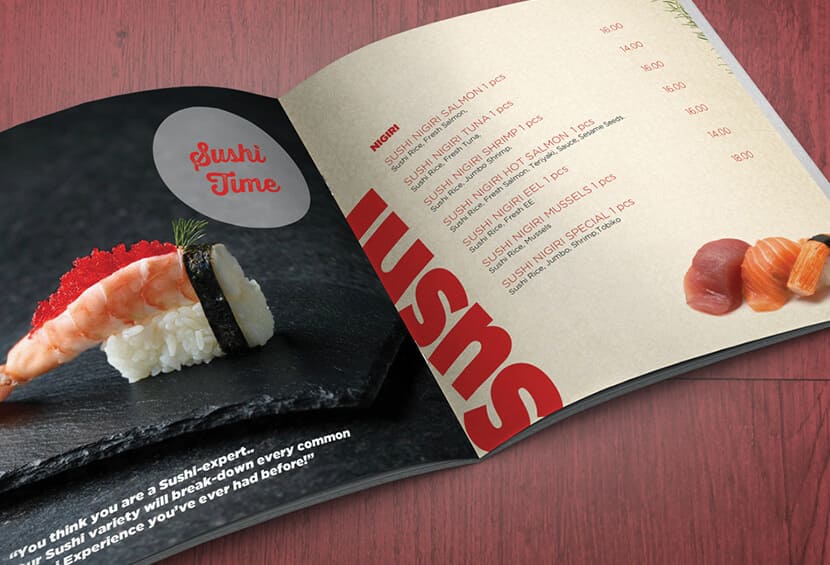 Sushi
Time
"You think you are a Sushi-expert..
Sushi variety will break-down every common
Experience you've ever had before!"
SUSHI
NIGIRI
SUSHI NIGIRI SALMON 1 pcs 16.00
Sushi Rice, Fresh Salmon,
SUSHI NIGIRI TUNA 1 pcs 14.00
Sushi Rice, Fresh Tuna,
SUSHI NIGIRI SHRIMP 1 pcs 16.00
Sushi Rice, Jumbo Shrimp,
SUSHI NIGIRI HOT SALMON 1 pcs 16.00
Sushi Rice, Fresh Salmon, Teriyaki, Sauce, Sesame Seeds.
SUSHI NIGIRI EEL 1 pcs 16.00
Sushi Rice, Fresh EE
SUSHI NIGIRI MUSSELS 1 pcs 14.00
Sushi Rice, Mussels
SUSHI NIGIRI SPECIAL 1 pcs 18.00
Sushi Rice, Jumbo, Shrimp,Tobiko